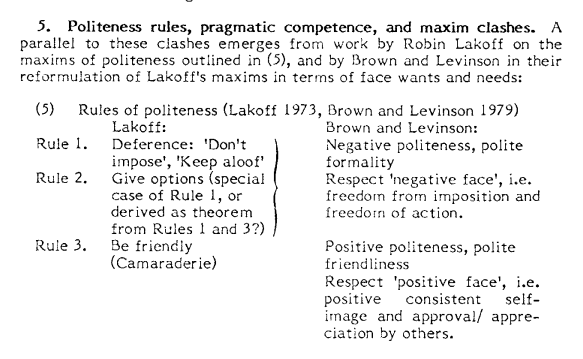 5. Politeness rules, pragmatic competence, and maxim clashes. A
parallel to these clashes emerges from work by Robin Lakoff on the
maxims of politeness outlined in (5), and by Brown and Levinson in their
reformulation of Lakoff's maxims in terms of face wants and needs:
(5) Rules of politeness (Lakoff 1973, Brown and Levinson 1979)
Lakoff: Brown and Levinson:
Rule 1. Deference: 'Don't Negative politeness, polite
impose', 'Keep aloof' formality
Rule 2. Give options (special Respect 'negative face', i.e.
case of Rule 1, or freedom from imposition and
derived as theorem freedom of action.
from Rules 1 and 3?)
Rule 3. Be friendly Positive politeness, polite
(Camaraderie) friendliness
Respect 'positive face', i.e.
positive consistent self-
image and approval/ appre-
ciation by others.